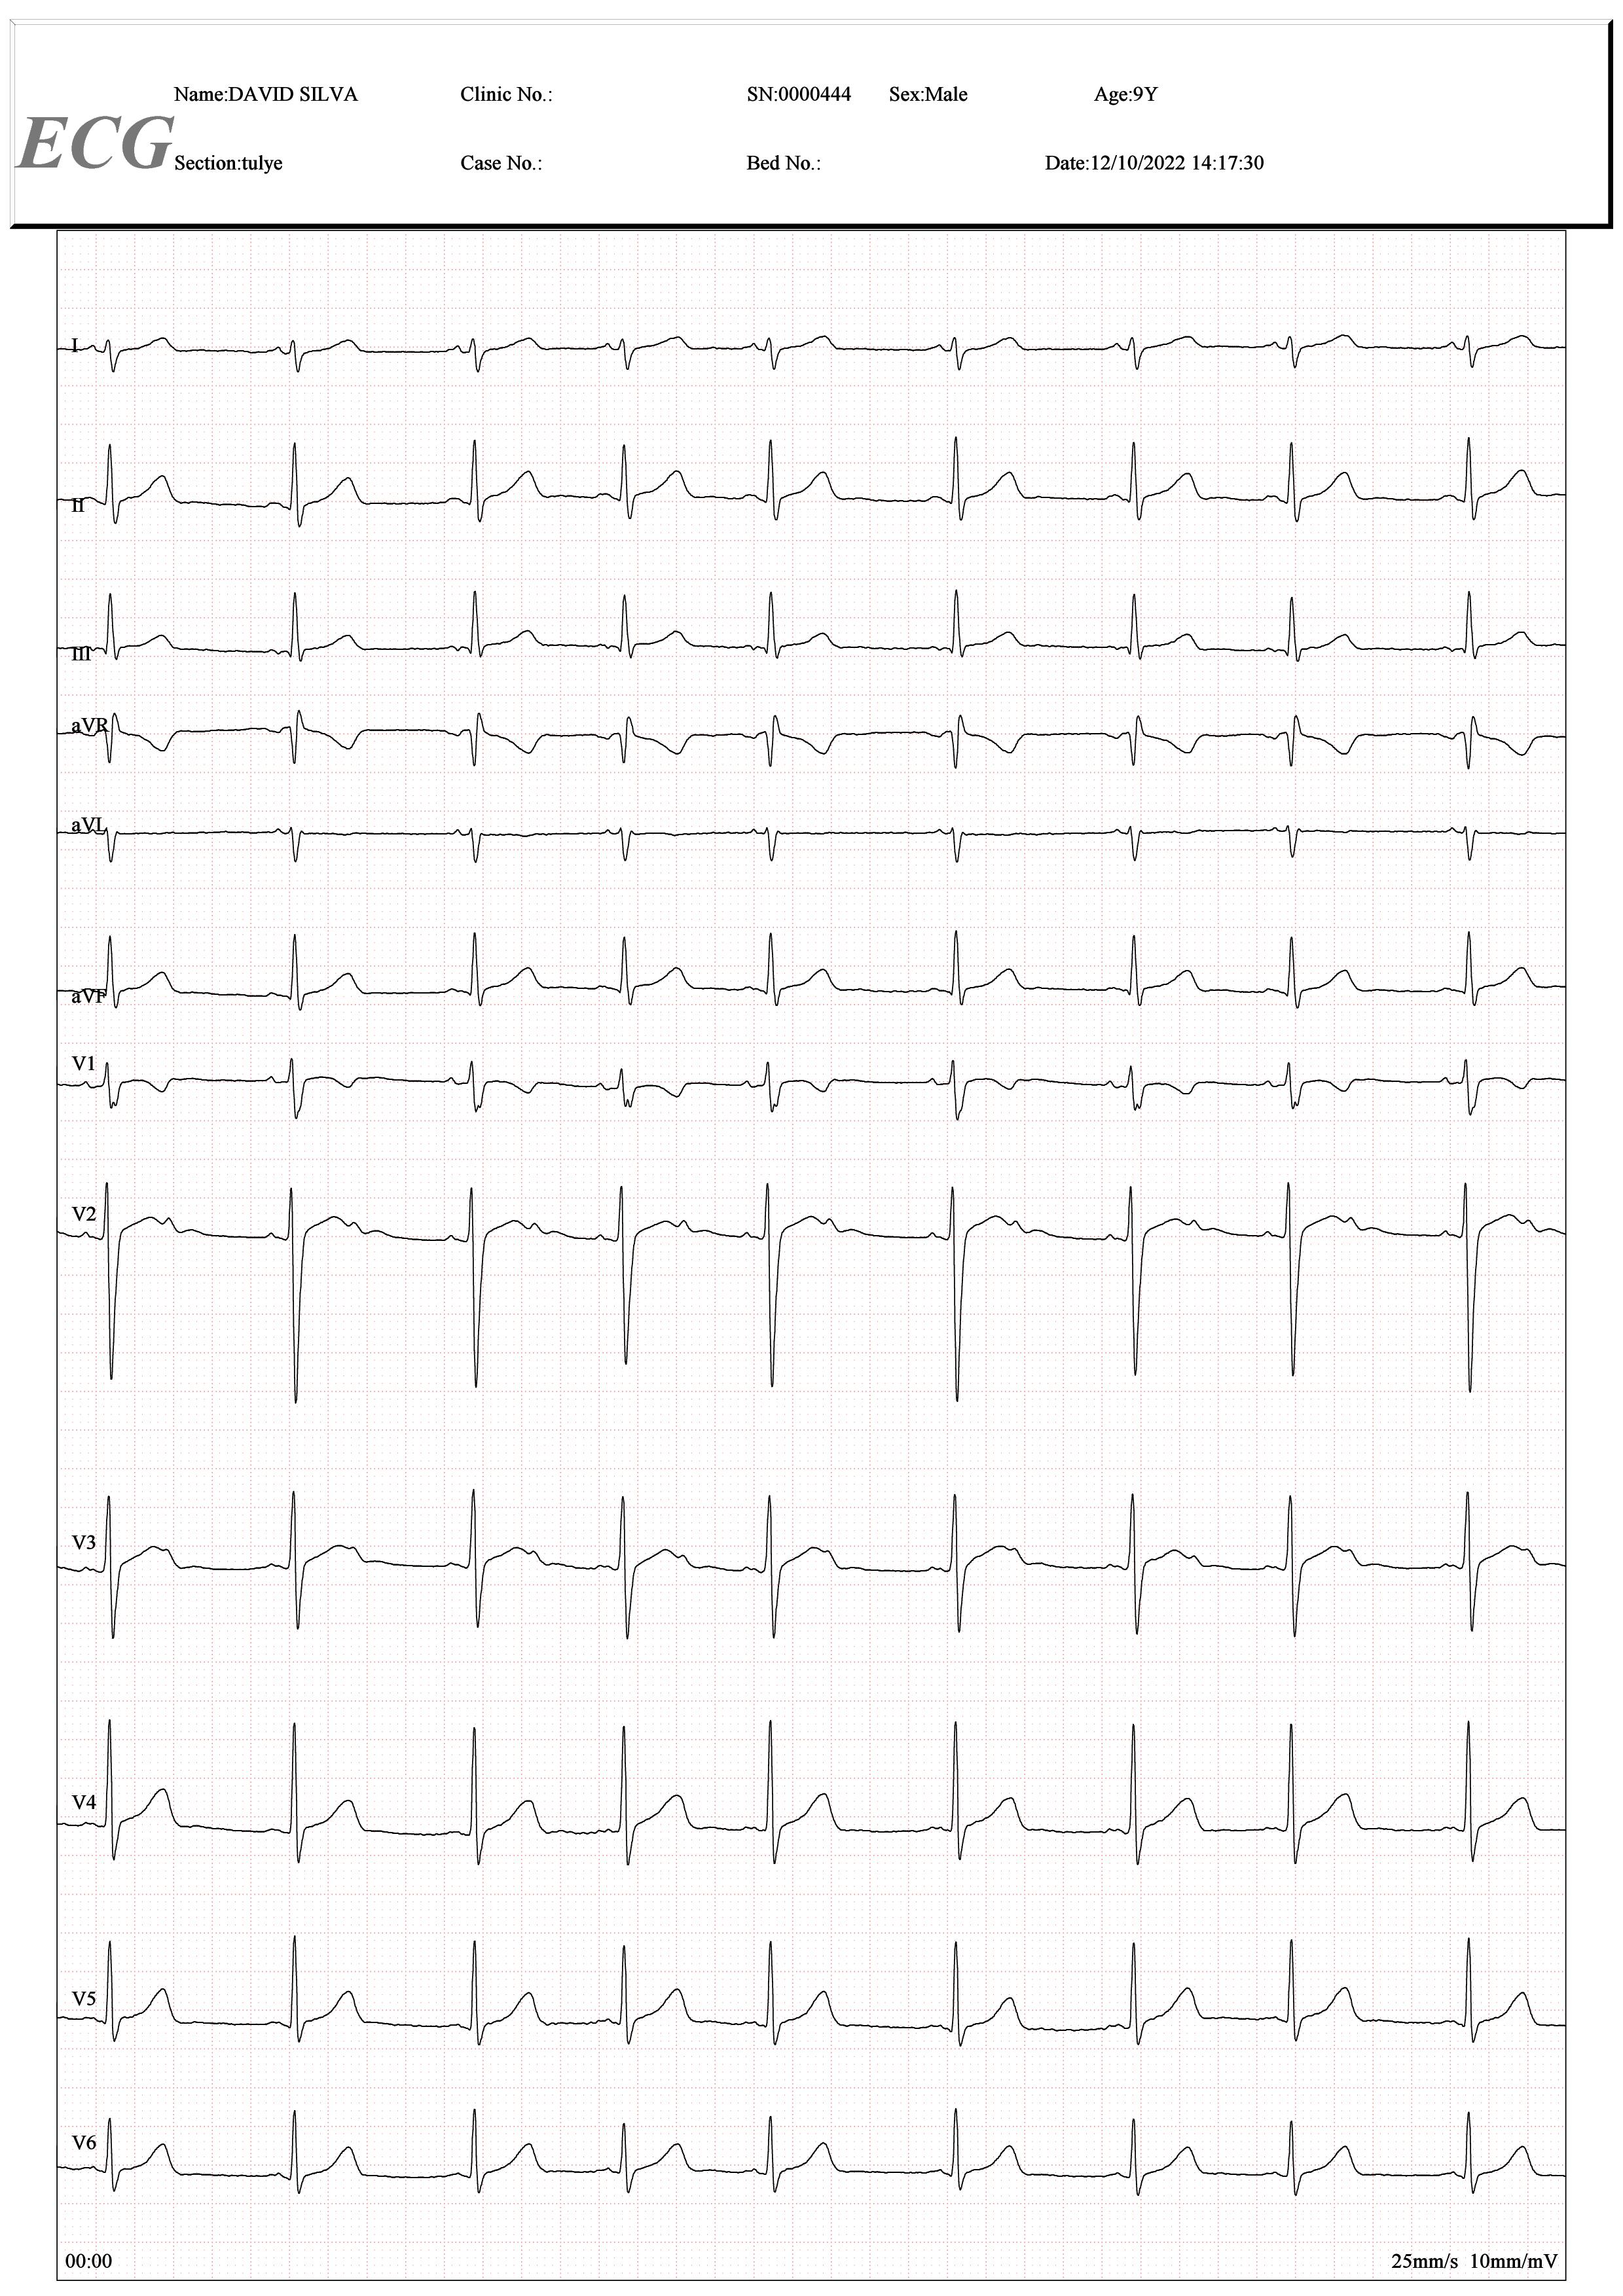 Name:DAVID SILVA Clinic No.: SN:0000444 Sex:Male Age:9Y
ECG
Section:tulye Case No.: Bed No.: Date:12/10/2022 14:17:30
I
II
III
aVR
aVL
aVF
V1
V2
V3
V4
V5
V6
00:00 25mm/s 10mm/mV